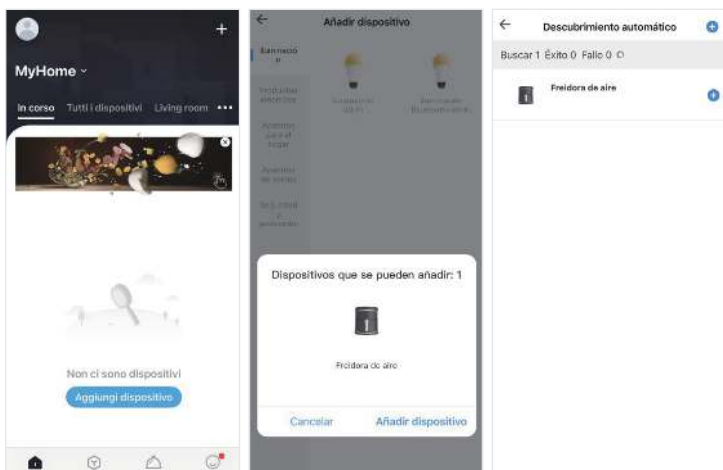 MyHome
In corso Tutti i dispositivi Living room
Non ci sono dispositivi
Aggiungi dispositivo
Añadir dispositivo
Dispositivos que se pueden añadir: 1
Freidora de aire
Cancelar Añadir dispositivo
Descubrimiento automático
Buscar 1 Éxito 0 Fallo 0
Freidora de aire